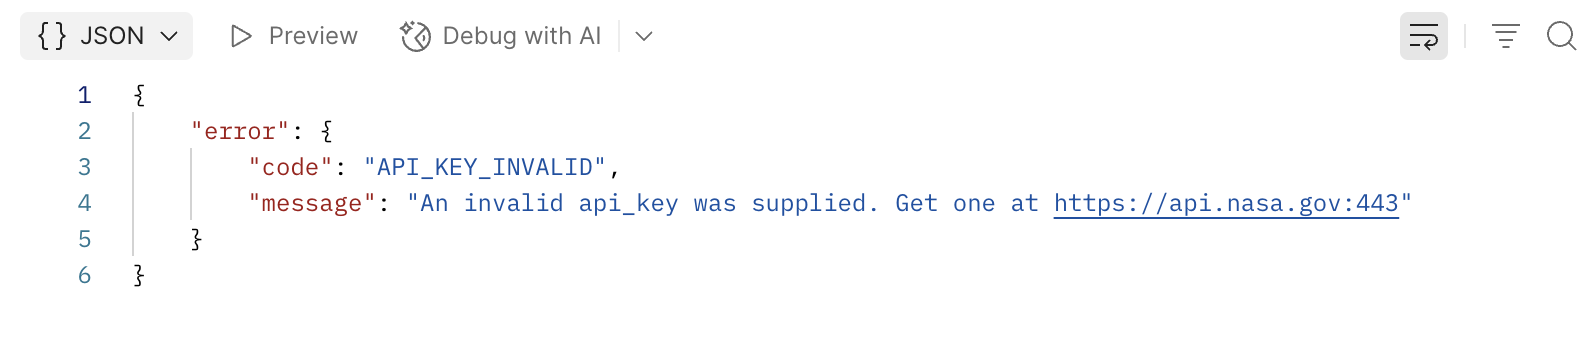 {} JSON Preview Debug with AI
1 {
2 "error": {
3 "code": "API_KEY_INVALID",
4 "message": "An invalid api_key was supplied. Get one at https://api.nasa.gov:443"
5 }
6 }